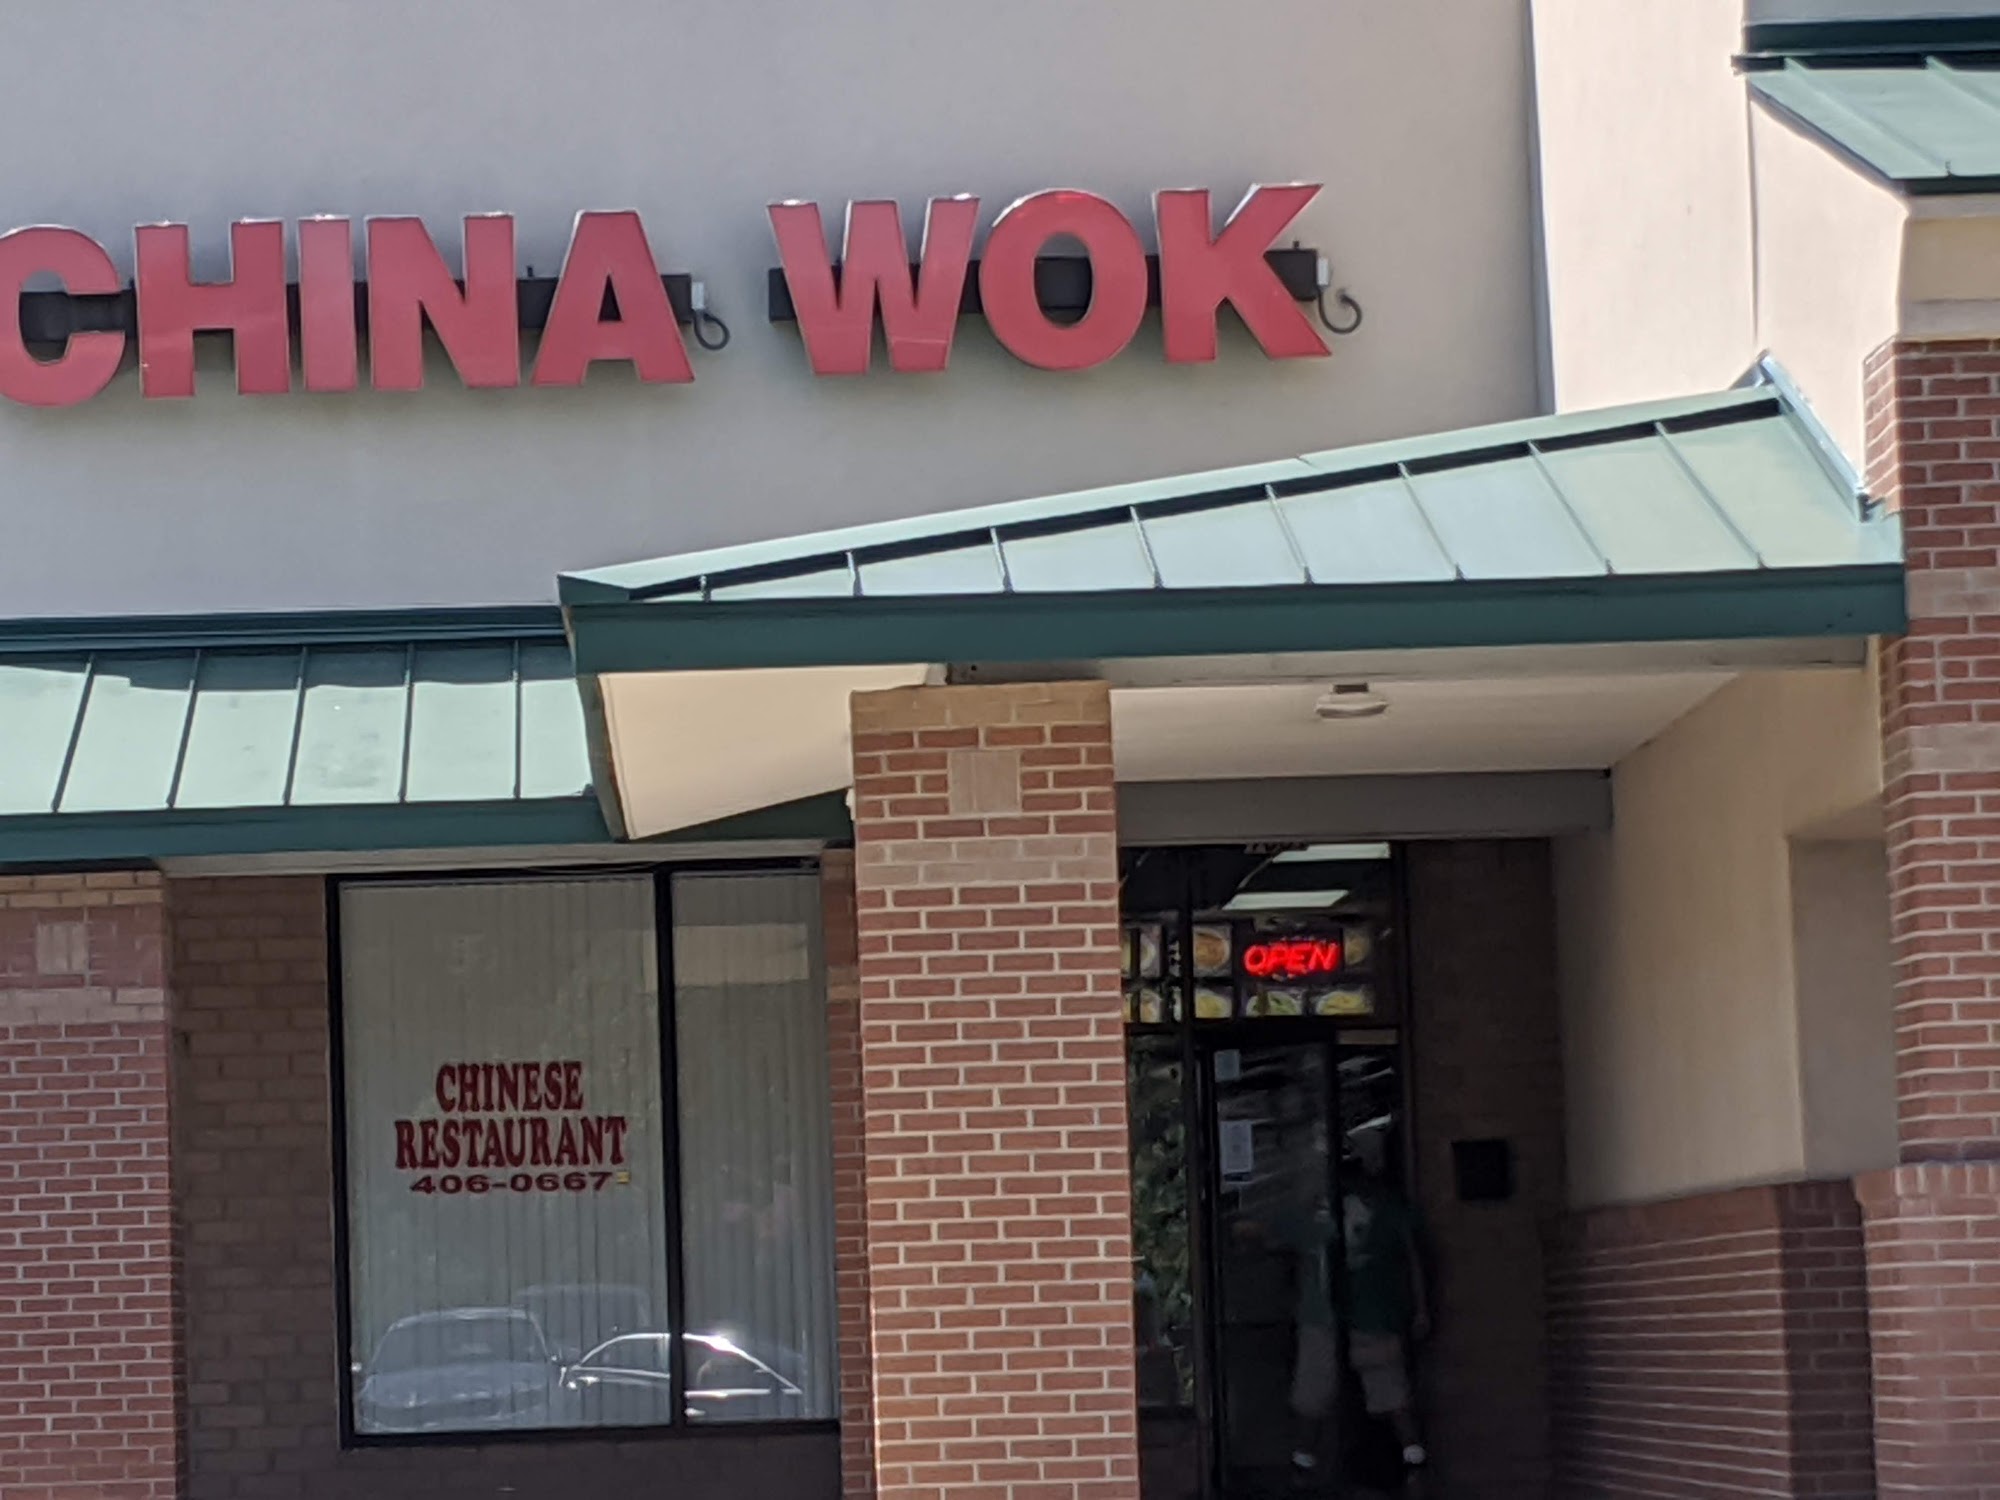 CHINA WOK
OPEN
CHINESE
RESTAURANT
406-0667